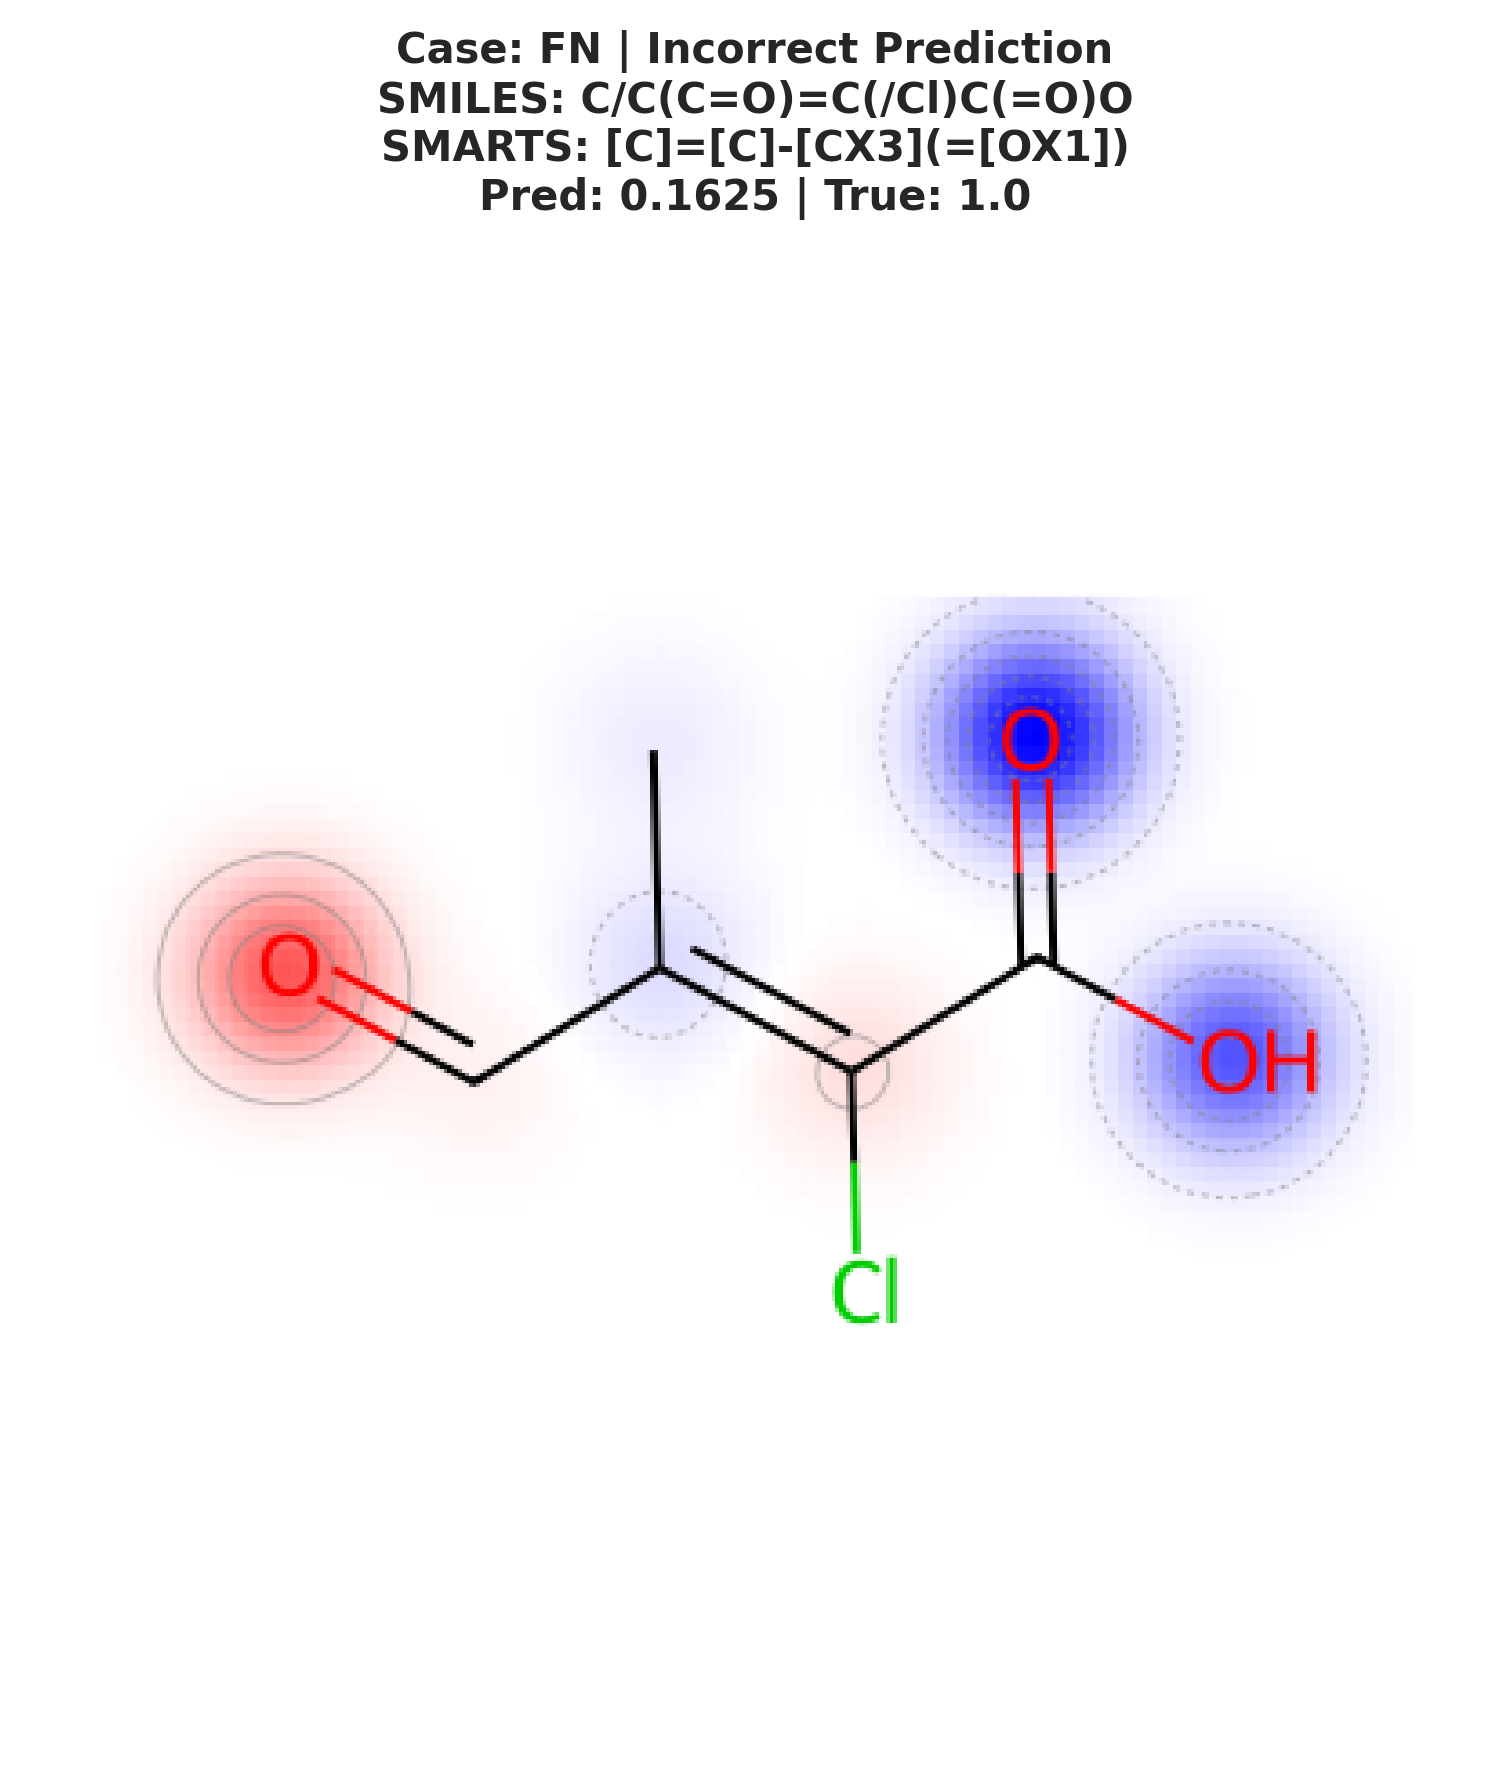 Case: FN | Incorrect Prediction
SMILES: C/C(C=O)=C(/Cl)C(=O)O
SMARTS: [C]=[C]-[CX3](=[OX1])
Pred: 0.1625 | True: 1.0
O
O
OH
Cl